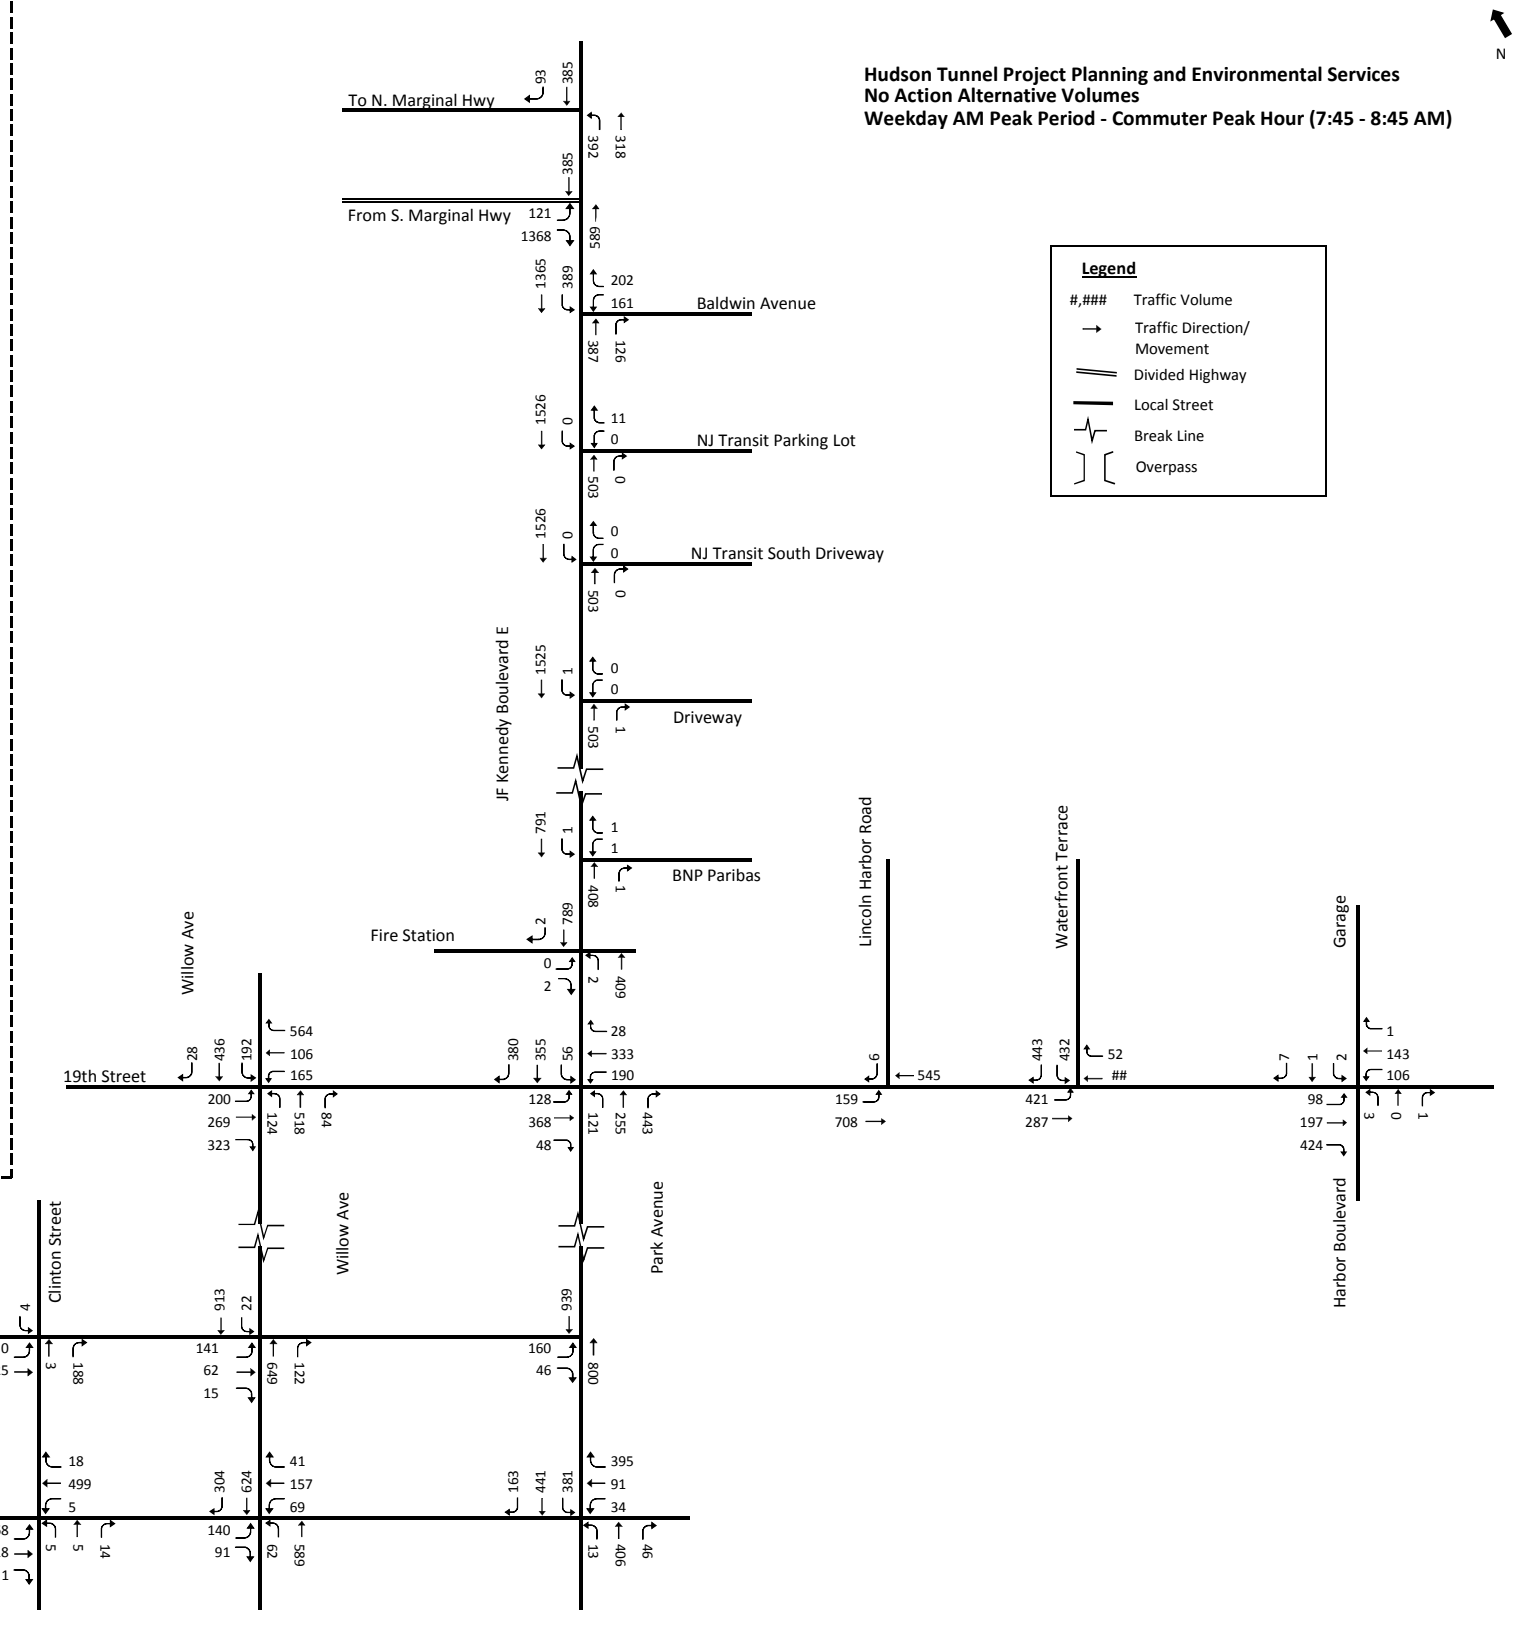 N
Hudson Tunnel Project Planning and Environmental Services
No Action Alternative Volumes
Weekday AM Peak Period - Commuter Peak Hour (7:45 - 8:45 AM)
Legend
#,### Traffic Volume
Traffic Direction/
Movement
Divided Highway
Local Street
Break Line
Overpass
93 385
To N. Marginal Hwy
392 318
385
From S. Marginal Hwy 121
1368
685
1365 389 202
161 Baldwin Avenue
387 126
1526 0 11
0 NJ Transit Parking Lot
503 0
1526 0 0
0 NJ Transit South Driveway
503 0
JF Kennedy Boulevard E
1525 1 0
0
Driveway
503 1
791 1 1
1
BNP Paribas
408 1
2 789
Fire Station
0
2
2 409
Willow Ave
Lincoln Harbor Road
Waterfront Terrace
Garage
19th Street
28 436 192
564
106
165
200
269
323
124 518 84
380 355 56
28
333
190
128
368
48
121 255 443
6
545
159
708
443 432
52
##
421
287
7 1 2
1
143
106
98
197
424
3 0 1
Harbor Boulevard
Clinton Street
Willow Ave
Park Avenue
4
0
5
3 188
913 22
141
62
15
649 122
939
160
46
800
18
499
5
8
8
1
5 5 14
304 624
41
157
69
140
91
62 589
163 441 381
395
91
34
13 406 46